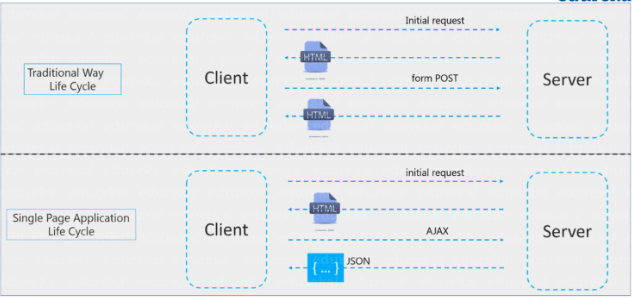 Initial request
HTML
Traditional Way
Life Cycle
Client
form POST
Server
HTML
initial request
HTML
Single Page Application
Life Cycle
Client
AJAX
Server
{ ... }
JSON